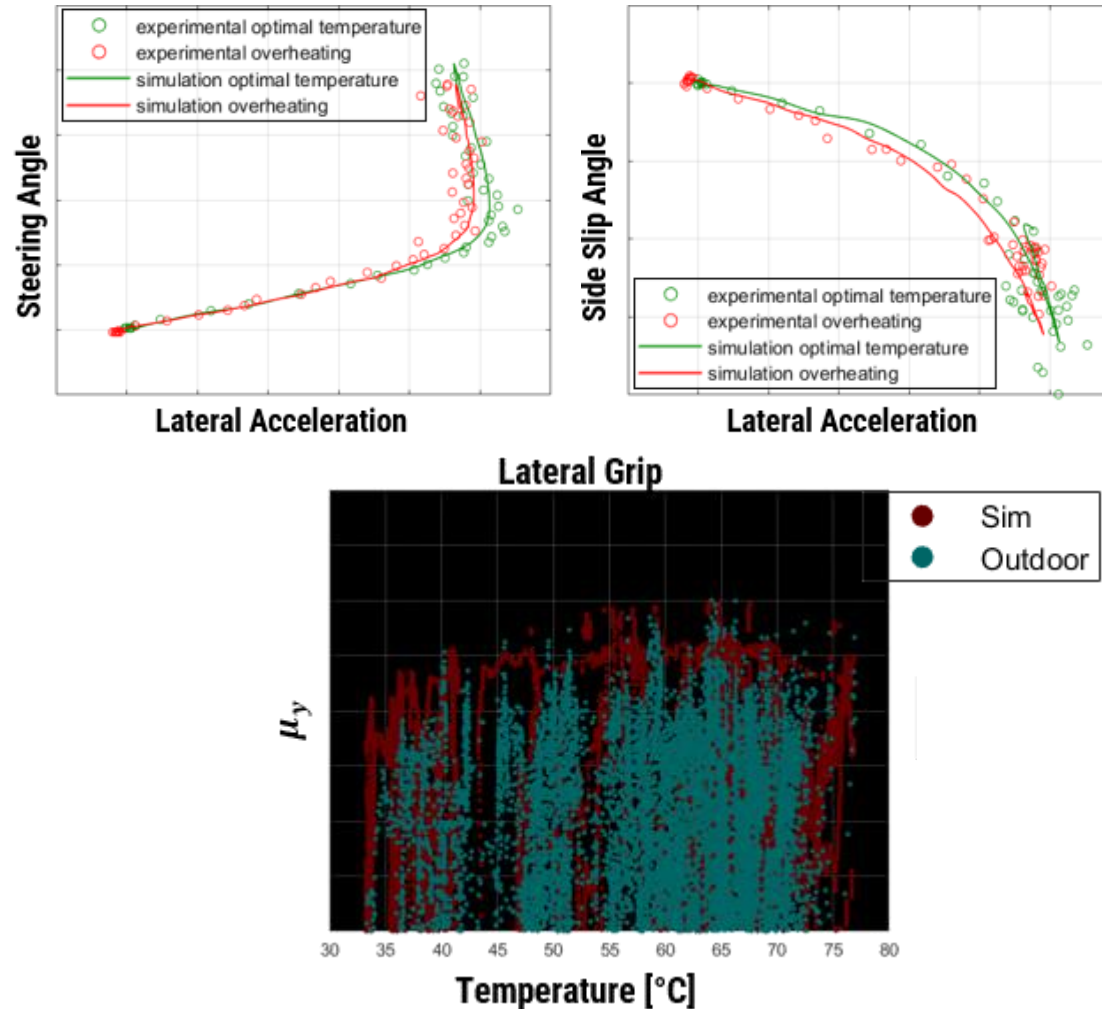 experimental optimal temperature
experimental overheating
simulation optimal temperature
simulation overheating
Steering Angle
Lateral Acceleration
Side Slip Angle
experimental optimal temperature
experimental overheating
simulation optimal temperature
simulation overheating
Lateral Acceleration
Lateral Grip
Sim
Outdoor
μy
30 35 40 45 50 55 60 65 70 75 80
Temperature [°C]